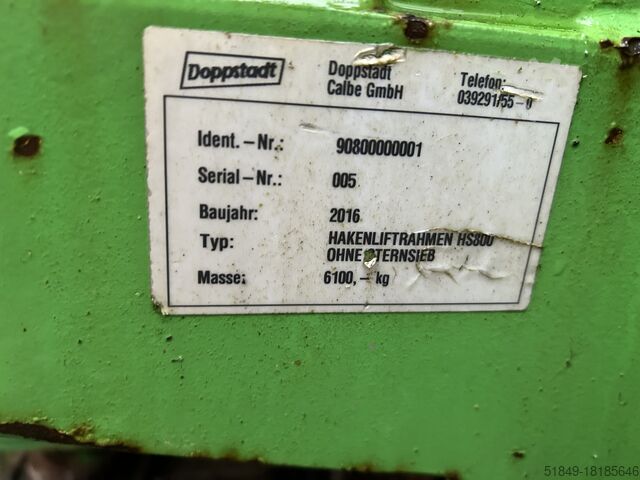 Doppstadt
Doppstadt
Calbe GmbH
Telefon:
039291/55-0
Ident.-Nr.: 90800000001
Serial-Nr.: 005
Baujahr: 2016
Typ: HAKENLIFTRAHMEN HS800
OHNE STERNSIEB
Masse: 6100,- kg
51849-18185646